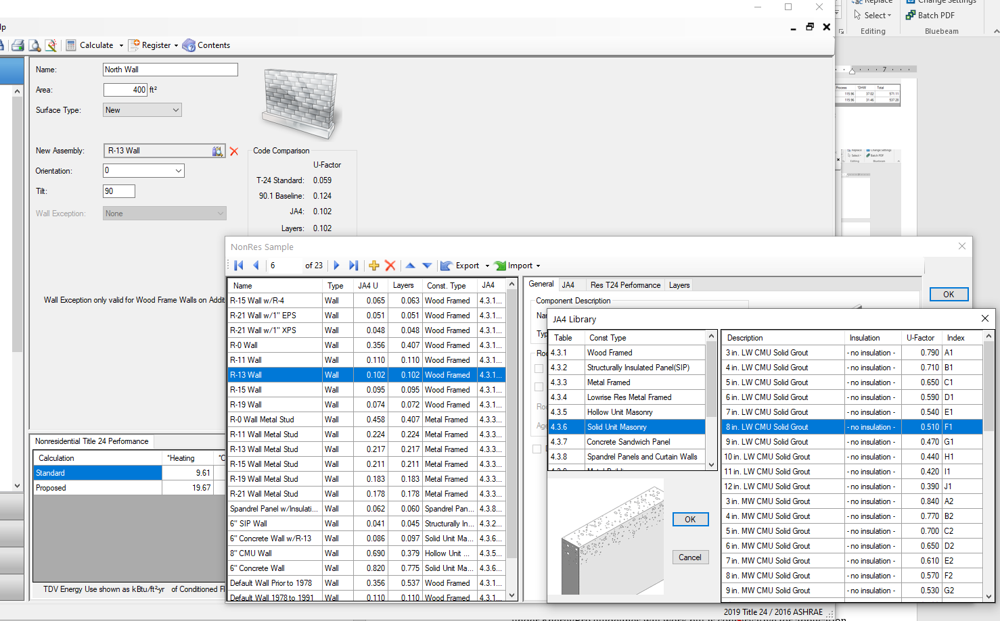 lp
Calculate
Register
Contents
Replace
Select
Editing
Change Settings
Batch PDF
Bluebeam
7
Process *DHW Total
115.96 37.02 571.11
115.96 31.46 537.28
Name: North Wall
Area: 400 ft²
Surface Type: New
New Assembly: R-13 Wall
Orientation: 0
Tilt: 90
Wall Exception: None
Code Comparison
U-Factor
T-24 Standard: 0.059
90.1 Baseline: 0.124
JA4: 0.102
Layers: 0.102
Wall Exception only valid for Wood Frame Walls on Addit
Nonresidential Title 24 Perfomance
Calculation *Heating *C
Standard 9.61
Proposed 19.67
TDV Energy Use shown as kBtu/ft²-yr of Conditioned Fl
NonRes Sample
6 of 23 Export Import
Name Type JA4 U Layers Const. Type JA4
R-15 Wall w/R-4 Wall 0.065 0.063 Wood Framed 4.3.1...
R-21 Wall w/1" EPS Wall 0.051 0.051 Wood Framed 4.3.1...
R-21 Wall w/1" XPS Wall 0.048 0.048 Wood Framed 4.3.1...
R-0 Wall Wall 0.356 0.407 Wood Framed 4.3.1...
R-11 Wall Wall 0.110 0.110 Wood Framed 4.3.1...
R-13 Wall Wall 0.102 0.102 Wood Framed 4.3.1...
R-15 Wall Wall 0.095 0.095 Wood Framed 4.3.1...
R-19 Wall Wall 0.074 0.072 Wood Framed 4.3.1...
R-0 Wall Metal Stud Wall 0.458 0.407 Metal Framed 4.3.3...
R-11 Wall Metal Stud Wall 0.224 0.224 Metal Framed 4.3.3...
R-13 Wall Metal Stud Wall 0.217 0.217 Metal Framed 4.3.3...
R-15 Wall Metal Stud Wall 0.211 0.211 Metal Framed 4.3.3...
R-19 Wall Metal Stud Wall 0.183 0.183 Metal Framed 4.3.3...
R-21 Wall Metal Stud Wall 0.178 0.178 Metal Framed 4.3.3...
Spandrel Panel w/Insulati... Wall 0.062 0.060 Spandrel Pan... 4.3.8...
6" SIP Wall Wall 0.041 0.045 Structurally In... 4.3.2...
6" Concrete Wall w/R-13 Wall 0.086 0.097 Solid Unit Ma... 4.3.6...
8" CMU Wall Wall 0.690 0.379 Hollow Unit ... 4.3.5...
6" Concrete Wall Wall 0.820 0.775 Solid Unit Ma... 4.3.6...
Default Wall Prior to 1978 Wall 0.356 0.537 Wood Framed 4.3.1...
Default Wall 1978 to 1991 Wall 0.110 0.110 Wood Framed 4.3.1...
General JA4 Res T24 Perfomance Layers
Component Description
Na
Typ
Roo
Roo
Age
OK
JA4 Library
Table Const Type
4.3.1 Wood Framed
4.3.2 Structurally Insulated Panel(SIP)
4.3.3 Metal Framed
4.3.4 Lowrise Res Metal Framed
4.3.5 Hollow Unit Masonry
4.3.6 Solid Unit Masonry
4.3.7 Concrete Sandwich Panel
4.3.8 Spandrel Panels and Curtain Walls
OK
Cancel
Description Insulation U-Factor Index
3 in. LW CMU Solid Grout - no insulation - 0.790 A1
4 in. LW CMU Solid Grout - no insulation - 0.710 B1
5 in. LW CMU Solid Grout - no insulation - 0.650 C1
6 in. LW CMU Solid Grout - no insulation - 0.590 D1
7 in. LW CMU Solid Grout - no insulation - 0.540 E1
8 in. LW CMU Solid Grout - no insulation - 0.510 F1
9 in. LW CMU Solid Grout - no insulation - 0.470 G1
10 in. LW CMU Solid Grout - no insulation - 0.440 H1
11 in. LW CMU Solid Grout - no insulation - 0.420 I1
12 in. LW CMU Solid Grout - no insulation - 0.390 J1
3 in. MW CMU Solid Grout - no insulation - 0.840 A2
4 in. MW CMU Solid Grout - no insulation - 0.770 B2
5 in. MW CMU Solid Grout - no insulation - 0.700 C2
6 in. MW CMU Solid Grout - no insulation - 0.650 D2
7 in. MW CMU Solid Grout - no insulation - 0.610 E2
8 in. MW CMU Solid Grout - no insulation - 0.570 F2
9 in. MW CMU Solid Grout - no insulation - 0.530 G2
2019 Title 24 / 2016 ASHRAE